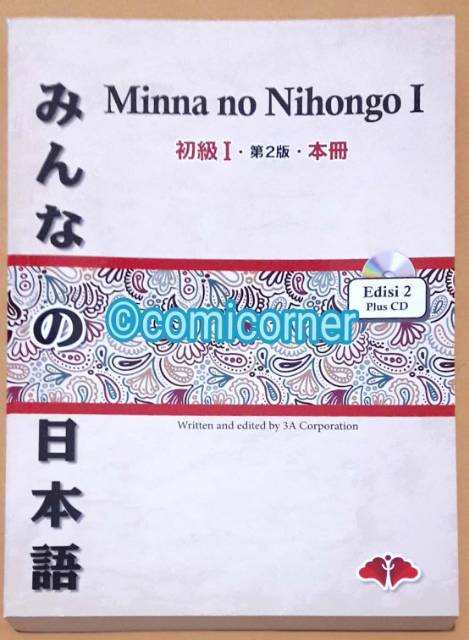 みんなの日本語
Minna no Nihongo I
初級 I・第2版・本冊
Edisi 2
Plus CD
©comicorner
Written and edited by 3A Corporation